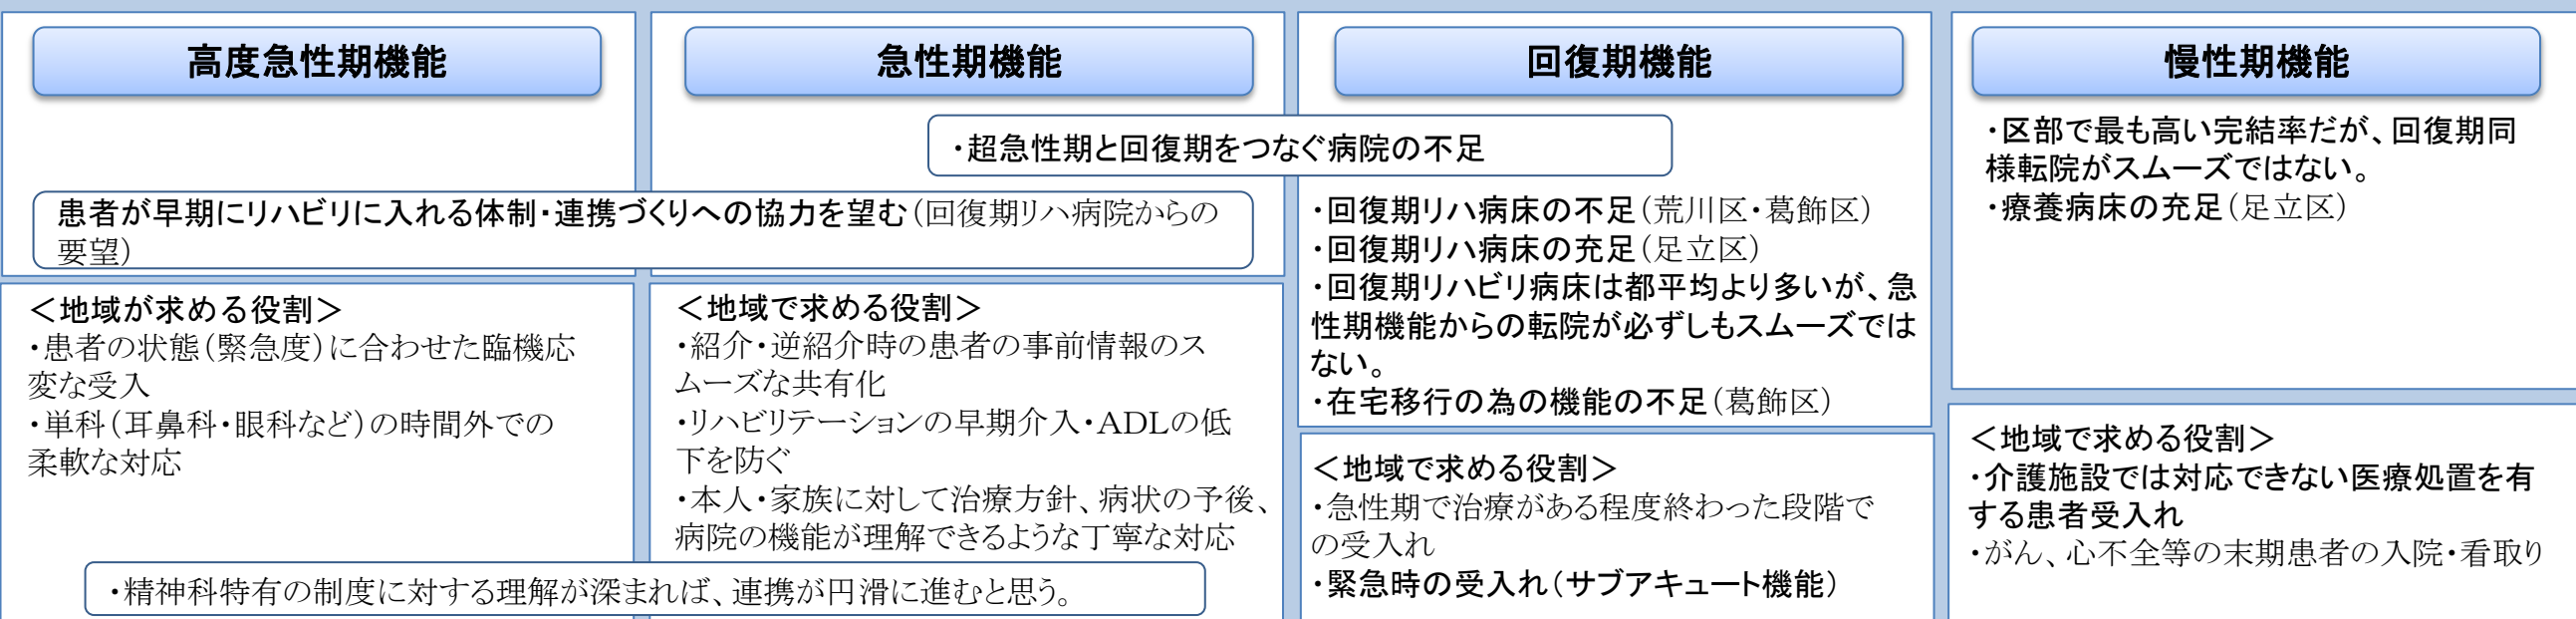 高度急性期機能
急性期機能
回復期機能
慢性期機能
・超急性期と回復期をつなぐ病院の不足
患者が早期にリハビリに入れる体制・連携づくりへの協力を望む(回復期リハ病院からの
要望)
<地域が求める役割>
・患者の状態(緊急度)に合わせた臨機応
変な受入
・単科(耳鼻科・眼科など)の時間外での
柔軟な対応
<地域で求める役割>
・紹介・逆紹介時の患者の事前情報のス
ムーズな共有化
・リハビリテーションの早期介入・ADLの低
下を防ぐ
・本人・家族に対して治療方針、病状の予後、
病院の機能が理解できるような丁寧な対応
・精神科特有の制度に対する理解が深まれば、連携が円滑に進むと思う。
・回復期リハ病床の不足(荒川区・葛飾区)
・回復期リハ病床の充足(足立区)
・回復期リハビリ病床は都平均より多いが、急
性期機能からの転院が必ずしもスムーズでは
ない。
・在宅移行の為の機能の不足(葛飾区)
<地域で求める役割>
・急性期で治療がある程度終わった段階で
の受入れ
・緊急時の受入れ(サブアキュート機能)
・区部で最も高い完結率だが、回復期同
様転院がスムーズではない。
・療養病床の充足(足立区)
<地域で求める役割>
・介護施設では対応できない医療処置を有
する患者受入れ
・がん、心不全等の末期患者の入院・看取り